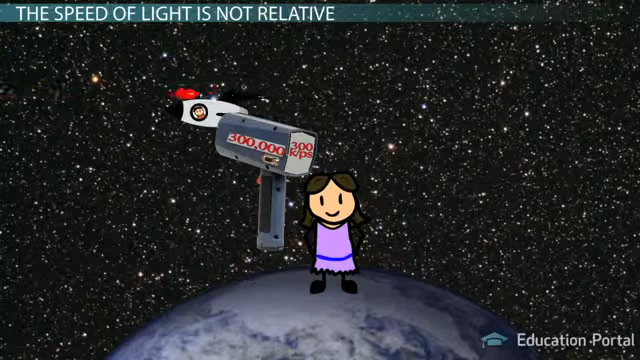 THE SPEED OF LIGHT IS NOT RELATIVE
300,000
300
k/ps
Education Portal